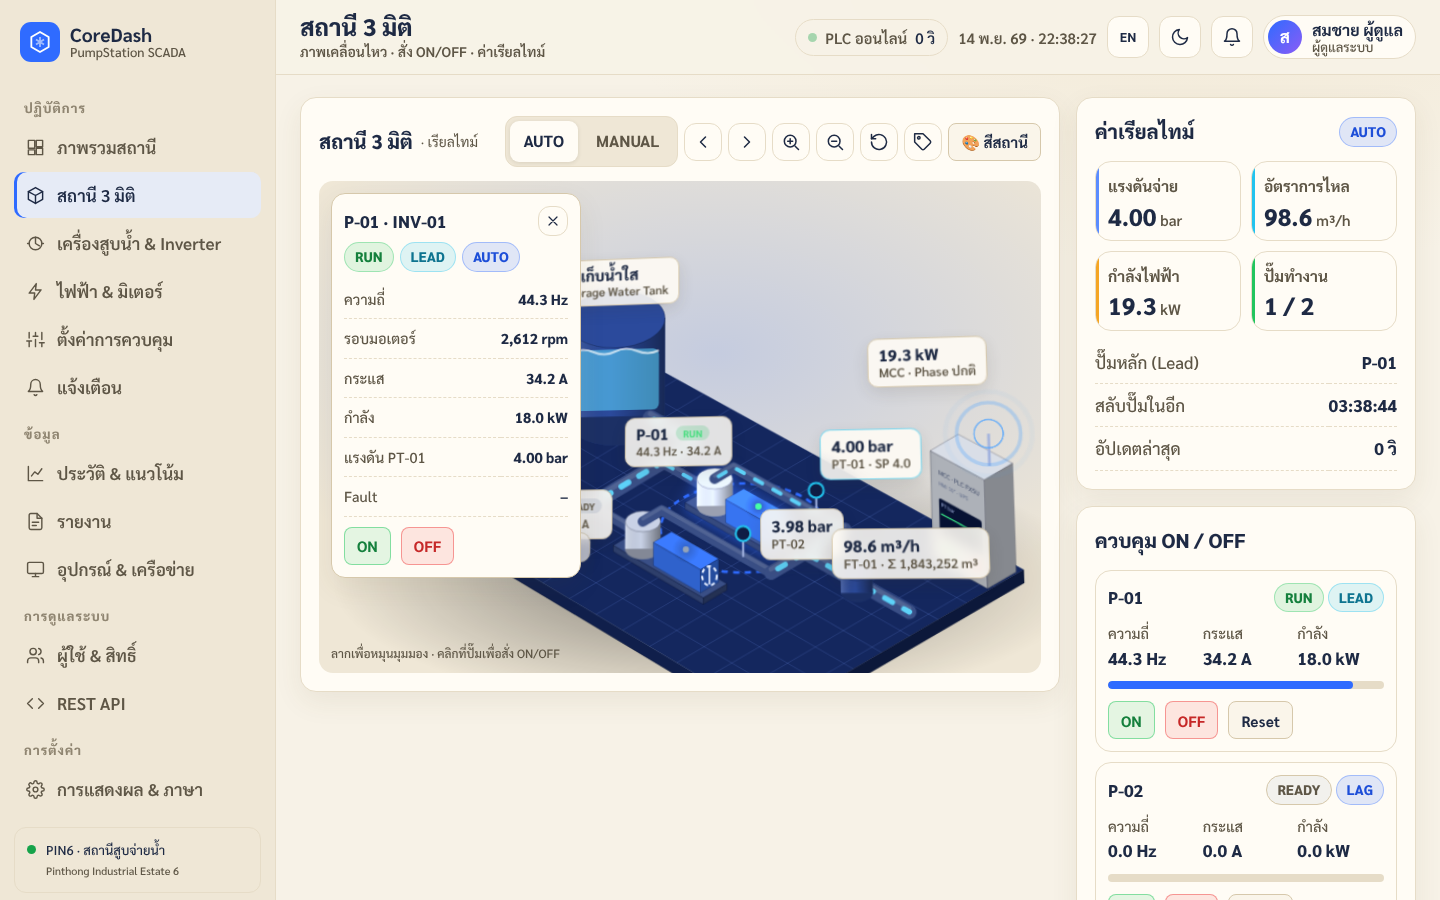 CoreDash
PumpStation SCADA
ปฏิบัติการ
ภาพรวมสถานี
สถานี 3 มิติ
เครื่องสูบน้ำ & Inverter
ไฟฟ้า & มิเตอร์
ตั้งค่าการควบคุม
แจ้งเตือน
ข้อมูล
ประวัติ & แนวโน้ม
รายงาน
อุปกรณ์ & เครือข่าย
การดูแลระบบ
ผู้ใช้ & สิทธิ์
REST API
การตั้งค่า
การแสดงผล & ภาษา
PIN6 · สถานีสูบจ่ายน้ำ
Pinthong Industrial Estate 6
สถานี 3 มิติ
ภาพเคลื่อนไหว · สั่ง ON/OFF · ค่าเรียลไทม์
PLC ออนไลน์ 0 วิ
14 พ.ย. 69 · 22:38:27
EN
ส
สมชาย ผู้ดูแล
ผู้ดูแลระบบ
สถานี 3 มิติ · เรียลไทม์
AUTO MANUAL
🎨 สีสถานี
P-01 · INV-01
RUN LEAD AUTO
ความถี่ 44.3 Hz
รอบมอเตอร์ 2,612 rpm
กระแส 34.2 A
กำลัง 18.0 kW
แรงดัน PT-01 4.00 bar
Fault –
ON OFF
เก็บน้ำใส
rage Water Tank
19.3 kW
MCC · Phase ปกติ
P-01 RUN
44.3 Hz · 34.2 A
4.00 bar
PT-01 · SP 4.0
ADY
A
3.98 bar
PT-02
98.6 m³/h
FT-01 · Σ 1,843,252 m³
ลากเพื่อหมุนมุมมอง · คลิกที่ปั๊มเพื่อสั่ง ON/OFF
ค่าเรียลไทม์ AUTO
แรงดันจ่าย
4.00 bar
อัตราการไหล
98.6 m³/h
กำลังไฟฟ้า
19.3 kW
ปั๊มทำงาน
1 / 2
ปั๊มหลัก (Lead) P-01
สลับปั๊มในอีก 03:38:44
อัปเดตล่าสุด 0 วิ
ควบคุม ON / OFF
P-01 RUN LEAD
ความถี่ กระแส กำลัง
44.3 Hz 34.2 A 18.0 kW
ON OFF Reset
P-02 READY LAG
ความถี่ กระแส กำลัง
0.0 Hz 0.0 A 0.0 kW